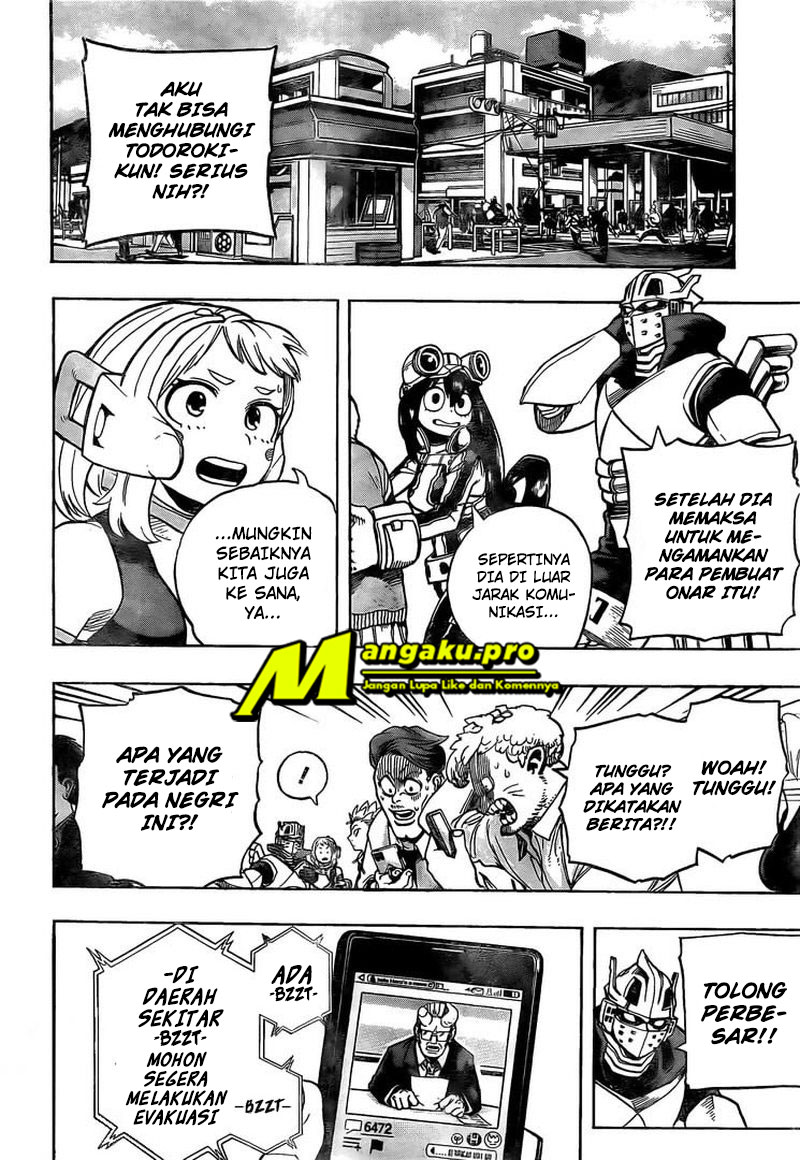 AKU
TAK BISA
MENGHUBUNGI
TODOROKI-
KUN! SERIUS
NIH?!
SETELAH DIA
MEMAKSA
UNTUK ME-
NGAMANKAN
PARA PEMBUAT
ONAR ITU!
SEPERTINYA
DIA DI LUAR
JARAK KOMU-
NIKASI...
...MUNGKIN
SEBAIKNYA
KITA JUGA
KE SANA,
YA...
Mangaku.pro
Jangan Lupa Like dan Komennya
WOAH!
TUNGGU!
TUNGGU?
APA YANG
DIKATAKAN
BERITA?!!
!
APA YANG
TERJADI
PADA NEGRI
INI?!
TOLONG
PERBE-
SAR!!
ADA
-BZZT-
-DI
DAERAH
SEKITAR
-BZZT-
MOHON
SEGERA
MELAKUKAN
EVAKUASI
-BZZT-
6472